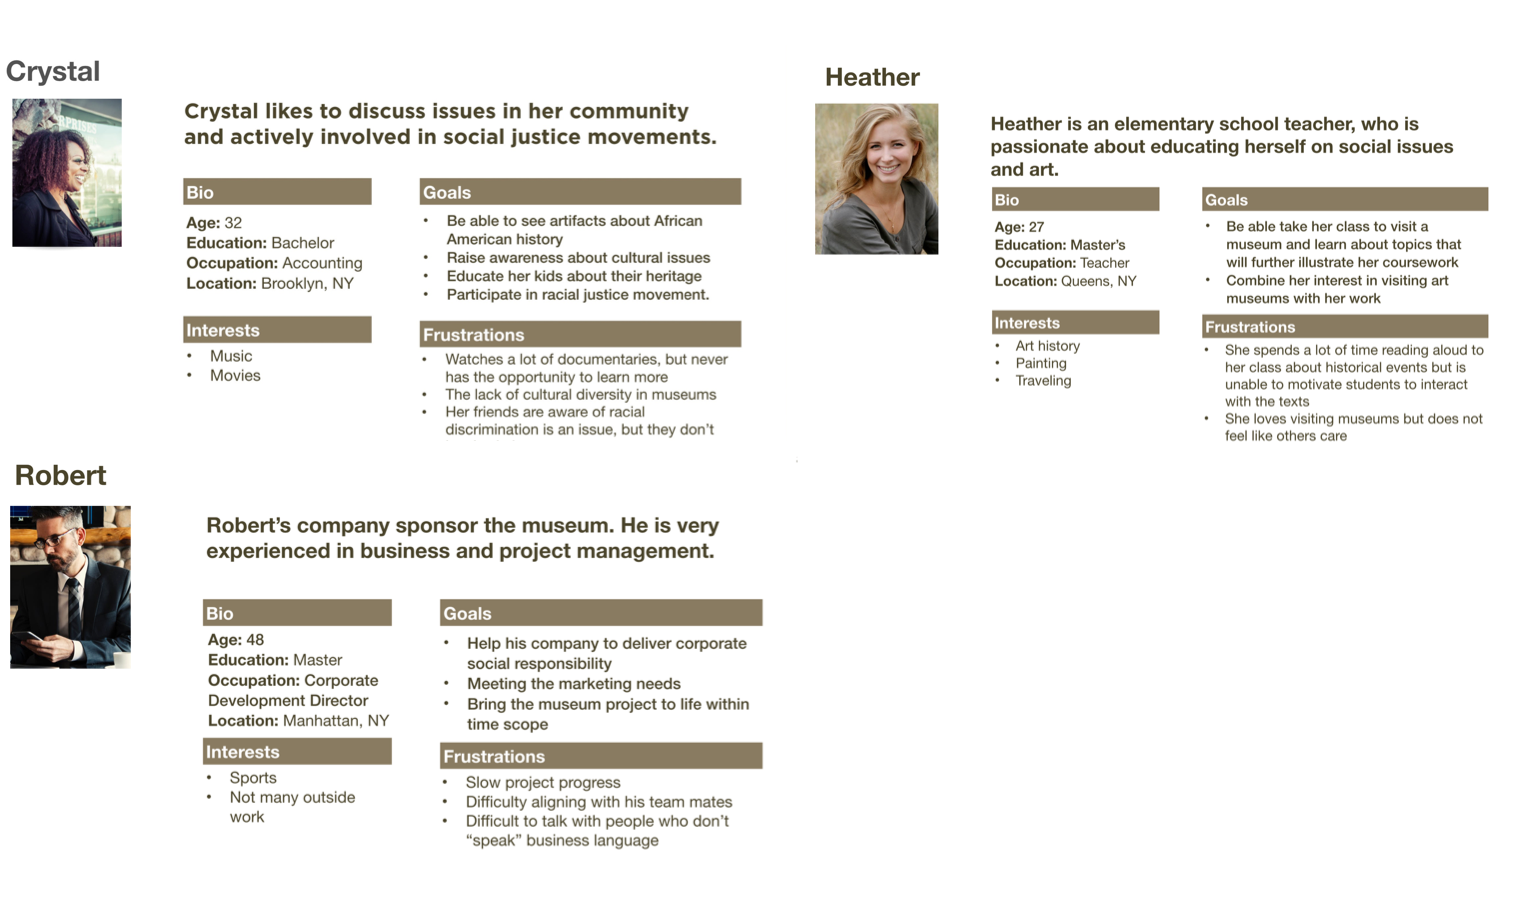 Crystal
Crystal likes to discuss issues in her community
and actively involved in social justice movements.
Bio
Age: 32
Education: Bachelor
Occupation: Accounting
Location: Brooklyn, NY
Interests
• Music
• Movies
Goals
• Be able to see artifacts about African
American history
• Raise awareness about cultural issues
• Educate her kids about their heritage
• Participate in racial justice movement.
Frustrations
• Watches a lot of documentaries, but never
has the opportunity to learn more
• The lack of cultural diversity in museums
• Her friends are aware of racial
discrimination is an issue, but they don’t
Heather
Heather is an elementary school teacher, who is
passionate about educating herself on social issues
and art.
Bio
Age: 27
Education: Master’s
Occupation: Teacher
Location: Queens, NY
Interests
• Art history
• Painting
• Traveling
Goals
• Be able take her class to visit a
museum and learn about topics that
will further illustrate her coursework
• Combine her interest in visiting art
museums with her work
Frustrations
• She spends a lot of time reading aloud to
her class about historical events but is
unable to motivate students to interact
with the texts
• She loves visiting museums but does not
feel like others care
Robert
Robert’s company sponsor the museum. He is very
experienced in business and project management.
Bio
Age: 48
Education: Master
Occupation: Corporate
Development Director
Location: Manhattan, NY
Interests
• Sports
• Not many outside
work
Goals
• Help his company to deliver corporate
social responsibility
• Meeting the marketing needs
• Bring the museum project to life within
time scope
Frustrations
• Slow project progress
• Difficulty aligning with his team mates
• Difficult to talk with people who don’t
“speak” business language